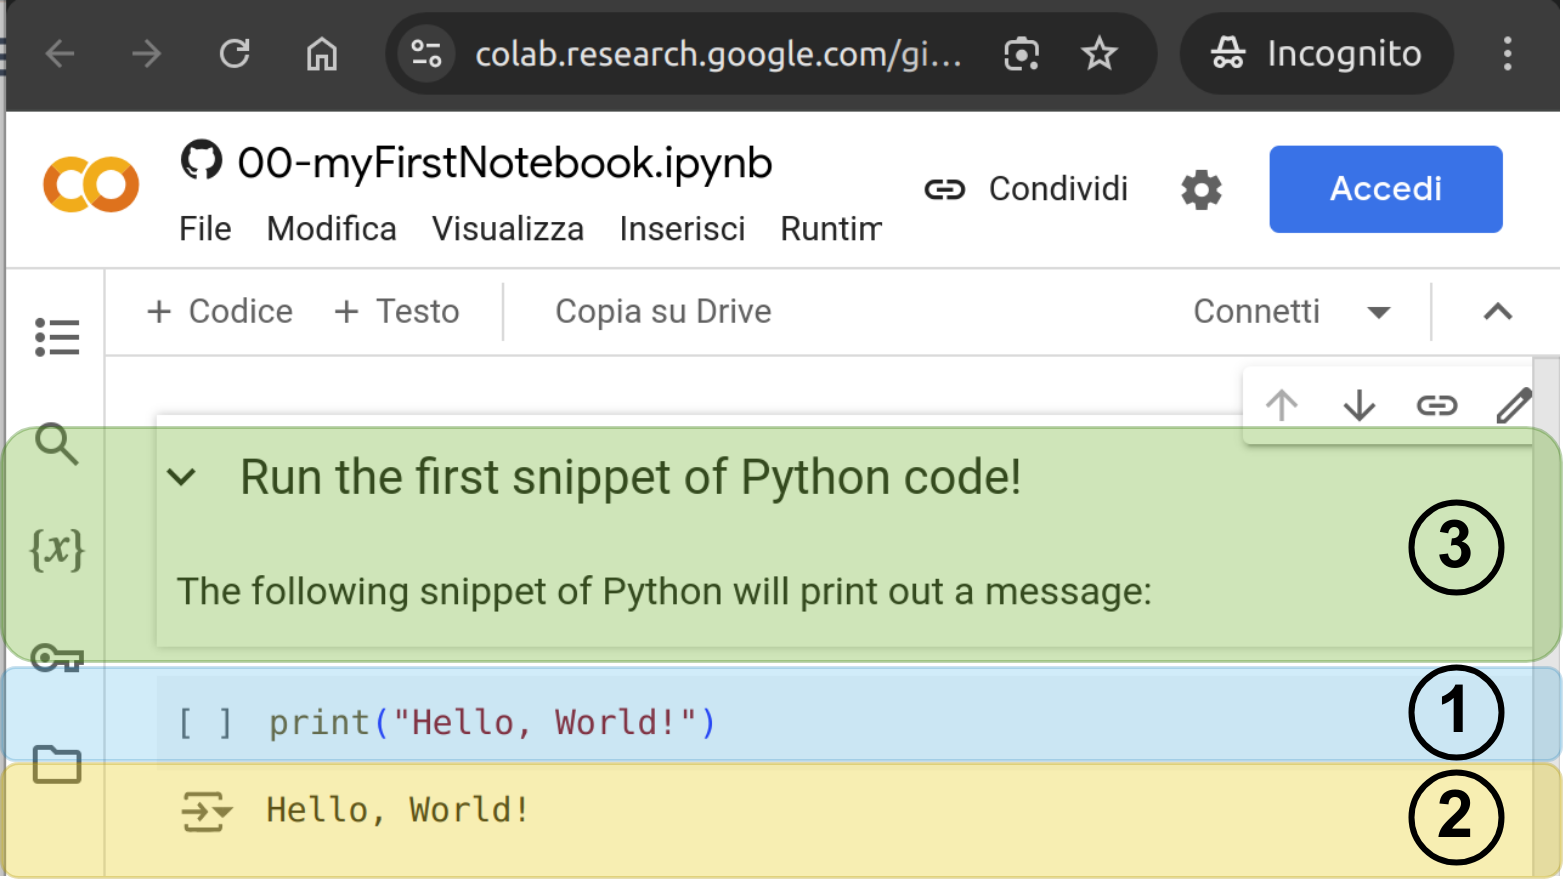 colab.research.google.com/gi... Incognito
00-myFirstNotebook.ipynb
Condividi Accedi
File Modifica Visualizza Inserisci Runtim
+ Codice + Testo Copia su Drive Connetti
Run the first snippet of Python code!
{x}
3
The following snippet of Python will print out a message:
[ ] print("Hello, World!")
1
Hello, World!
2